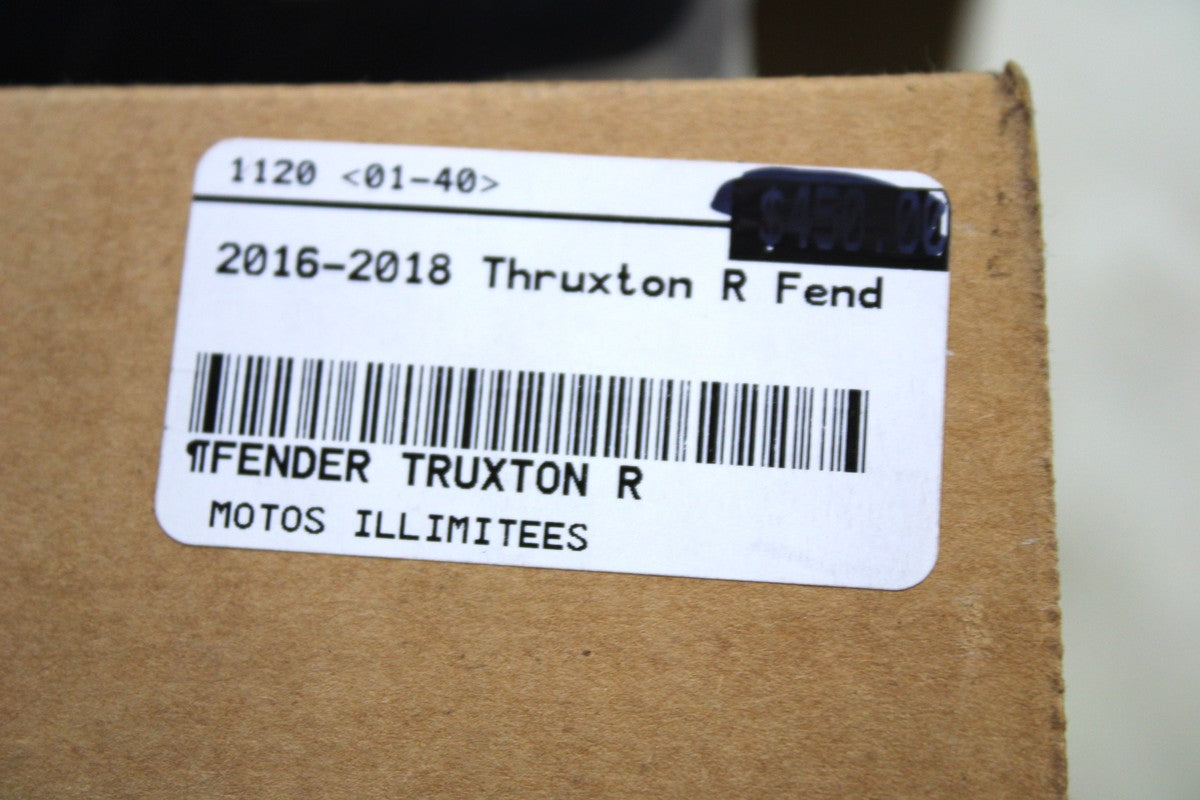 1120 <01-40>
$450.00
2016-2018 Thruxton R Fend
¶FENDER TRUXTON R
MOTOS ILLIMITEES